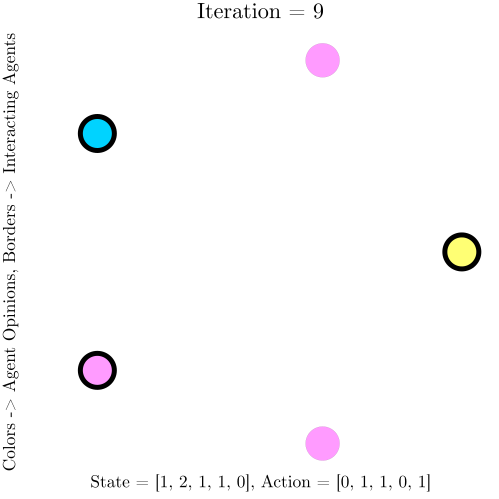 Iteration = 9
Colors -> Agent Opinions, Borders -> Interacting Agents
State = [1, 2, 1, 1, 0], Action = [0, 1, 1, 0, 1]